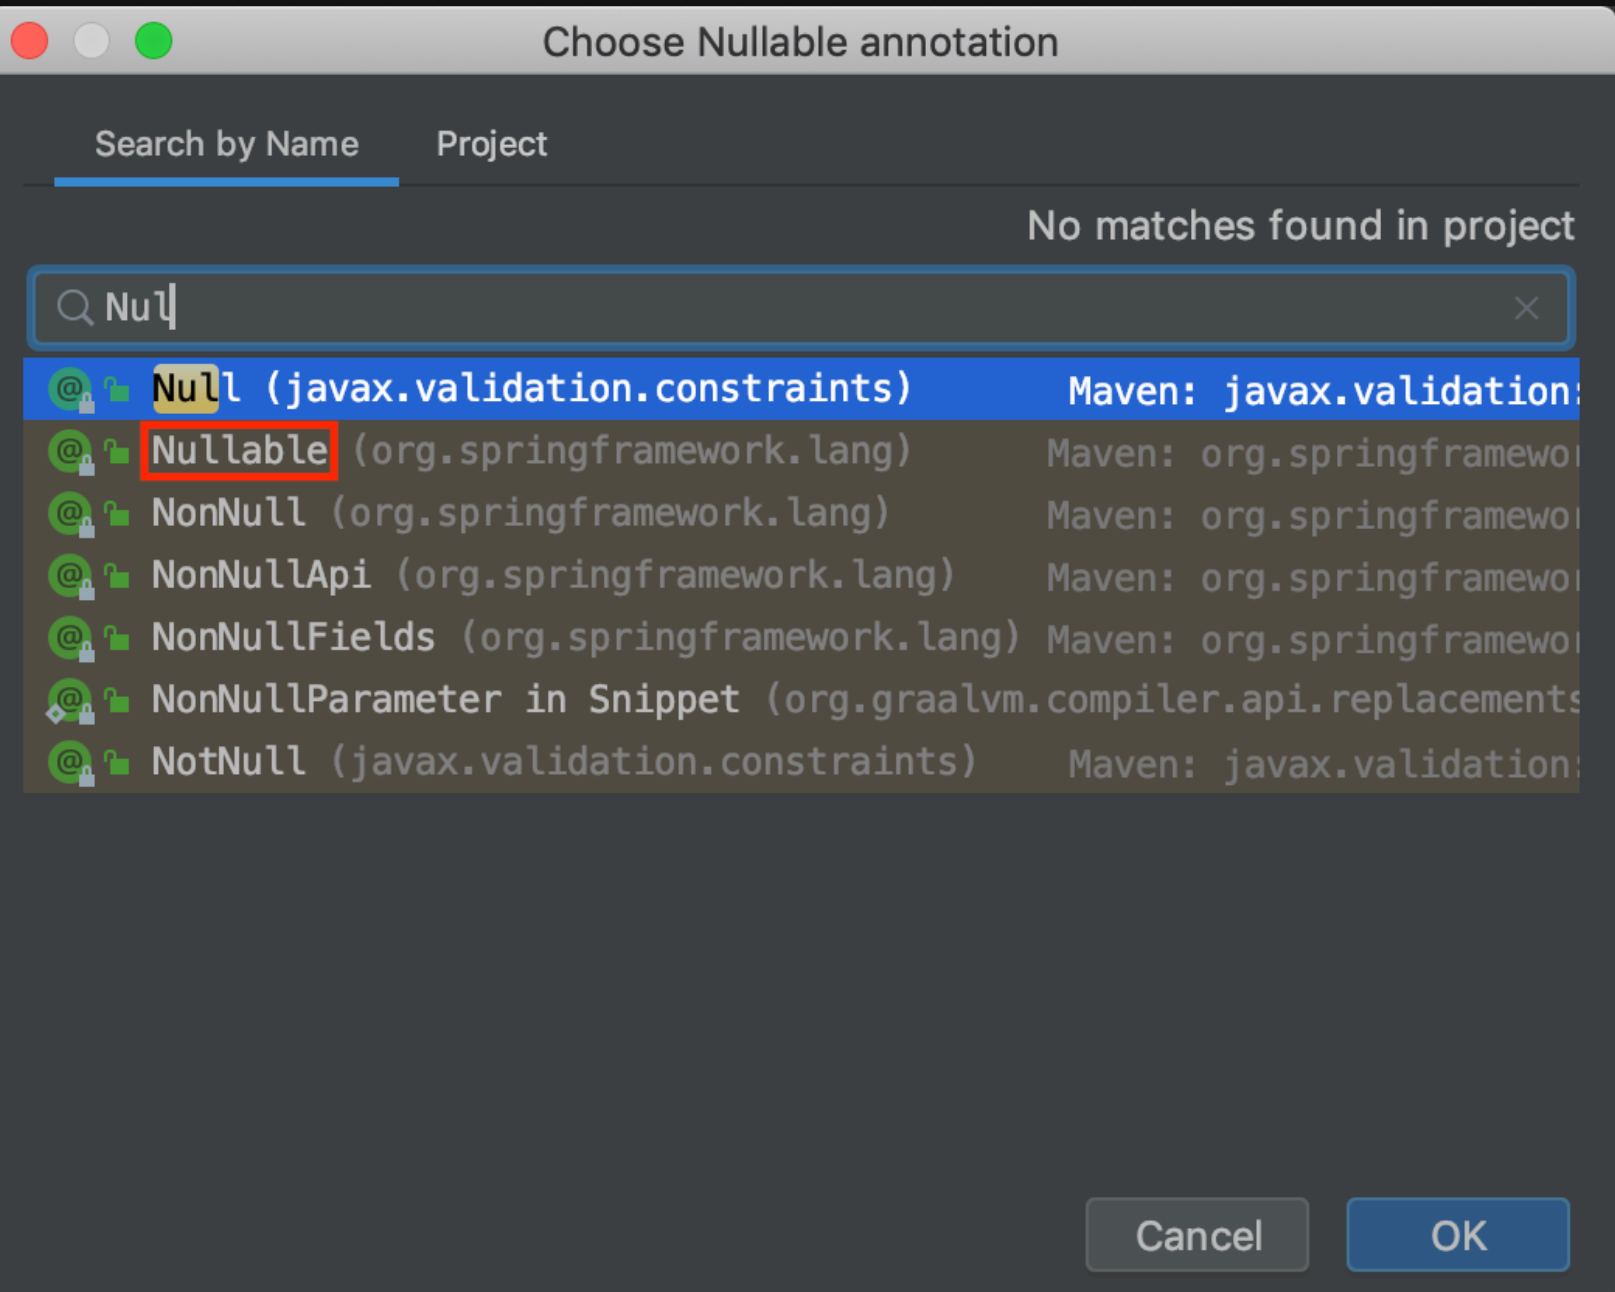 Choose Nullable annotation
Search by Name Project
No matches found in project
Nul
Null (javax.validation.constraints) Maven: javax.validation:
Nullable (org.springframework.lang) Maven: org.springframewo
NonNull (org.springframework.lang) Maven: org.springframewo
NonNullApi (org.springframework.lang) Maven: org.springframewo
NonNullFields (org.springframework.lang) Maven: org.springframewo
NonNullParameter in Snippet (org.graalvm.compiler.api.replacements
NotNull (javax.validation.constraints) Maven: javax.validation:
Cancel OK